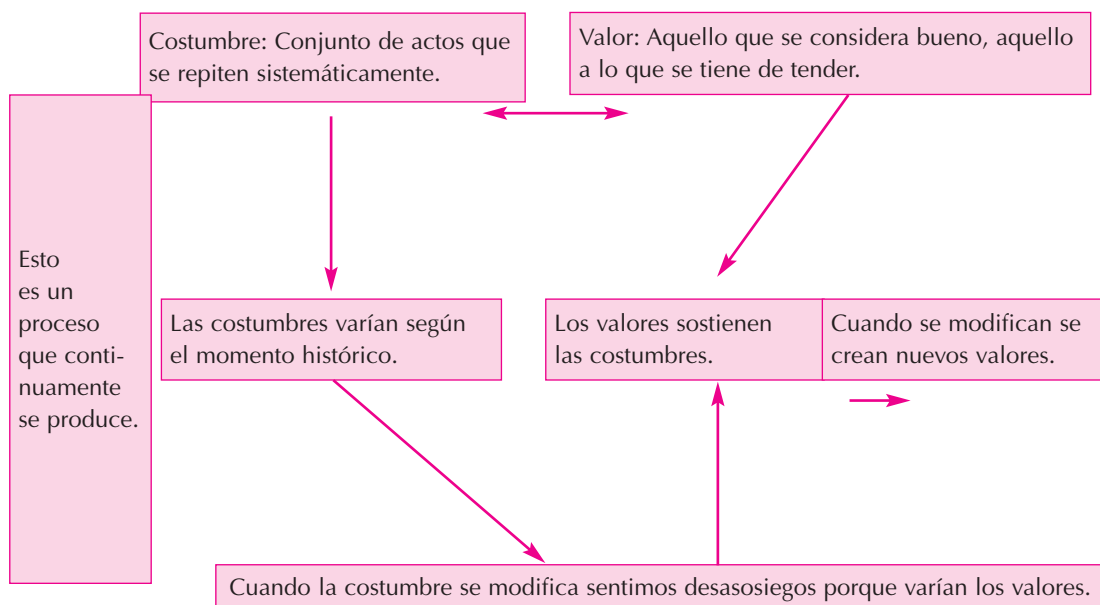 Costumbre: Conjunto de actos que
se repiten sistemáticamente.
Valor: Aquello que se considera bueno, aquello
a lo que se tiene de tender.
Esto
es un
proceso
que conti-
nuamente
se produce.
Las costumbres varían según
el momento histórico.
Los valores sostienen
las costumbres.
Cuando se modifican se
crean nuevos valores.
Cuando la costumbre se modifica sentimos desasosiegos porque varían los valores.